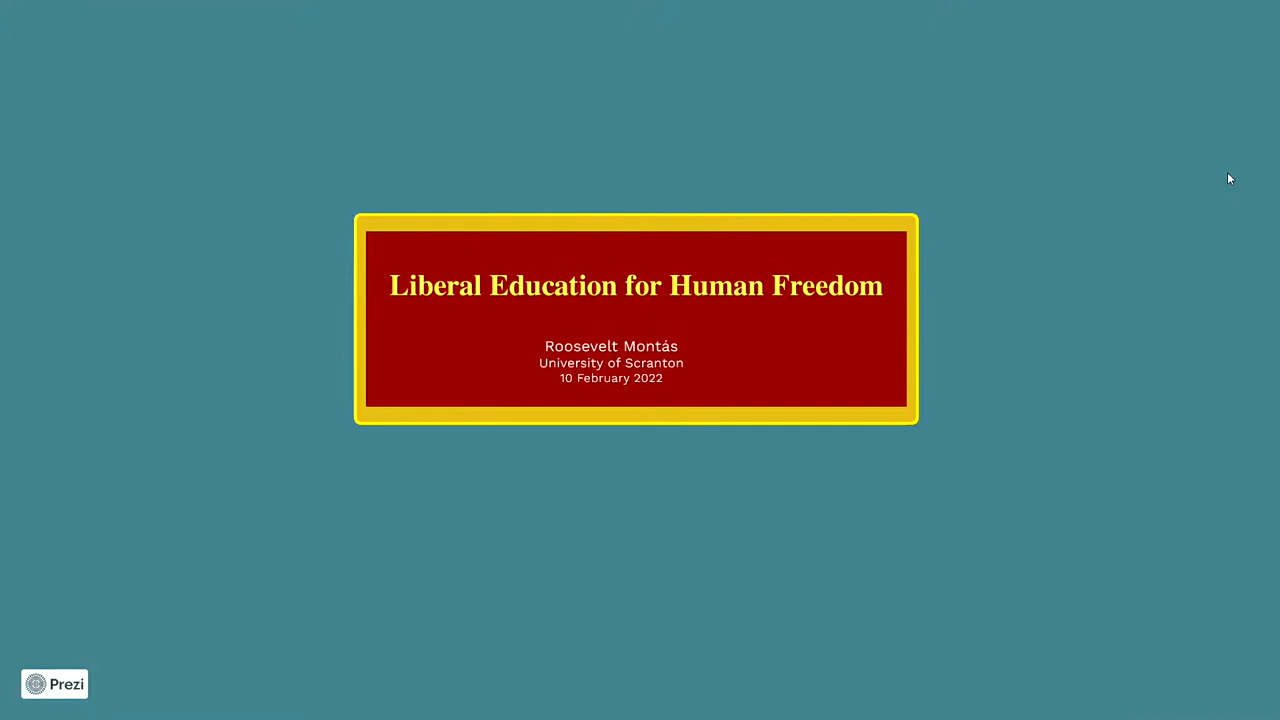 Liberal Education for Human Freedom
Roosevelt Montás
University of Scranton
10 February 2022
Prezi